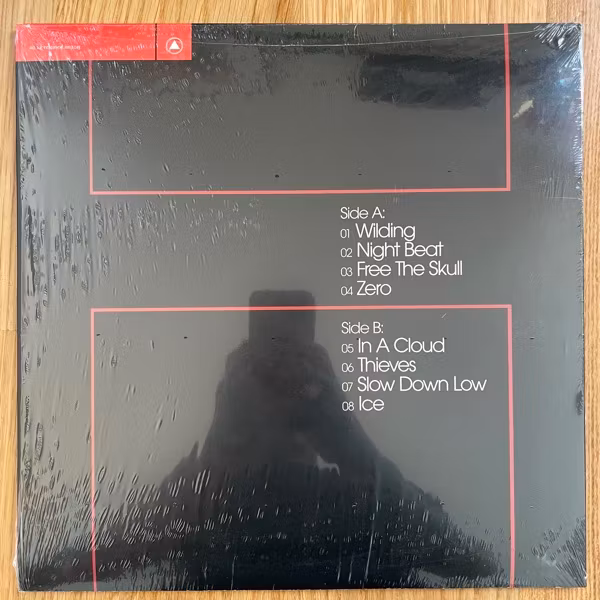 Side A:
01 Wilding
02 Night Beat
03 Free The Skull
04 Zero
Side B:
05 In A Cloud
06 Thieves
07 Slow Down Low
08 Ice